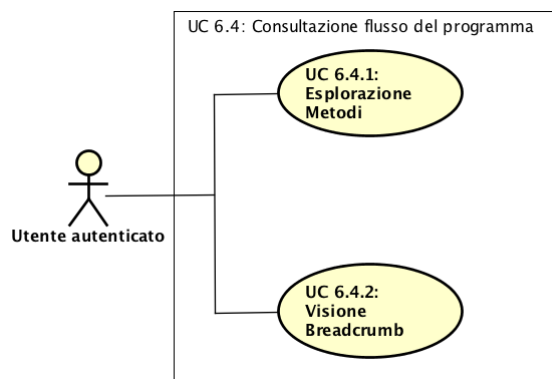 UC 6.4: Consultazione flusso del programma
UC 6.4.1:
Esplorazione
Metodi
Utente autenticato
UC 6.4.2:
Visione
Breadcrumb